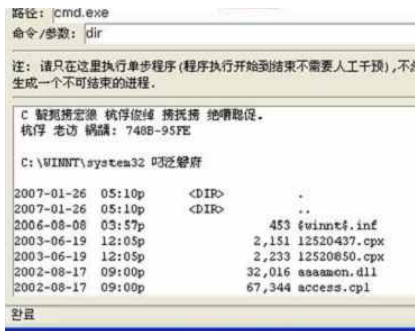 路径: cmd.exe
命令/参数: dir
注: 请只在这里执行单步程序(程序执行开始到结束不需要人工干预),不
生成一个不可结束的进程.
C
748B-95FE
C:\WINNT\system32
2007-01-26 05:10p <DIR> .
2007-01-26 05:10p <DIR> ..
2006-08-08 03:57p 453 $winnt$.inf
2003-06-19 12:05p 2,151 12520437.cpx
2003-06-19 12:05p 2,233 12520850.cpx
2002-08-17 09:00p 32,016 aaaamon.dll
2002-08-17 09:00p 67,344 access.cpl
완료